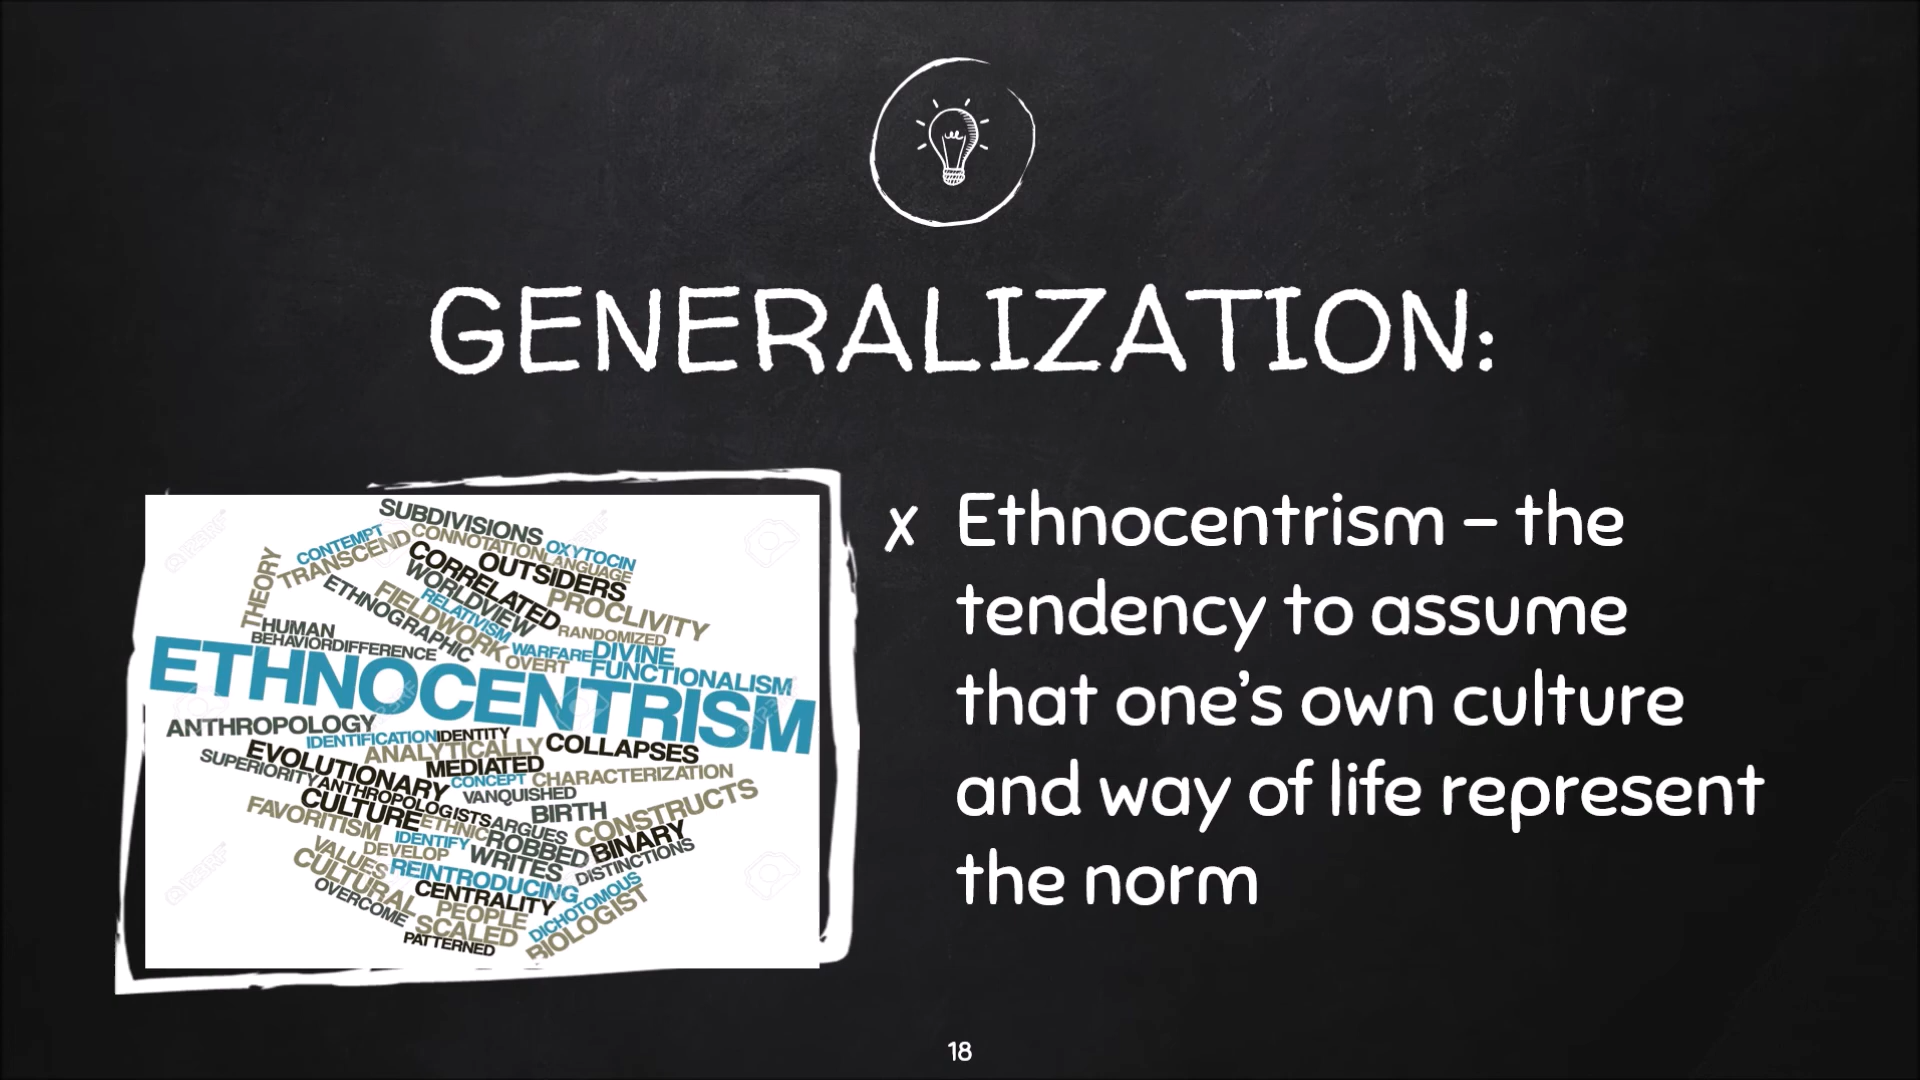 GENERALIZATION:
SUBDIVISIONS
CONTEMPT
CONNOTATION
OXYTOCIN
TRANSCEND
LANGUAGE
THEORY
CORRELATED
OUTSIDERS
WORLDVIEW
ETHNOGRAPHIC
FIELDWORK
RELATIVISM
PROCLIVITY
RANDOMIZED
HUMAN
BEHAVIOR
DIFFERENCE
WARFARE
DIVINE
OVERT
FUNCTIONALISM
ETHNOCENTRISM
ANTHROPOLOGY
IDENTIFICATION
IDENTITY
ANALYTICALLY
COLLAPSES
EVOLUTIONARY
MEDIATED
SUPERIORITY
CONCEPT
CHARACTERIZATION
ANTHROPOLOGISTS
VANQUISHED
CULTURE
BIRTH
CONSTRUCTS
FAVORITISM
ETHNIC
ARGUES
IDENTIFY
ROBBED
BINARY
VALUES
DEVELOP
WRITES
DISTINCTIONS
CULTURAL
REINTRODUCING
OVERCOME
CENTRALITY
DICHOTOMOUS
PEOPLE
BIOLOGIST
SCALED
PATTERNED
x Ethnocentrism – the
tendency to assume
that one’s own culture
and way of life represent
the norm
18